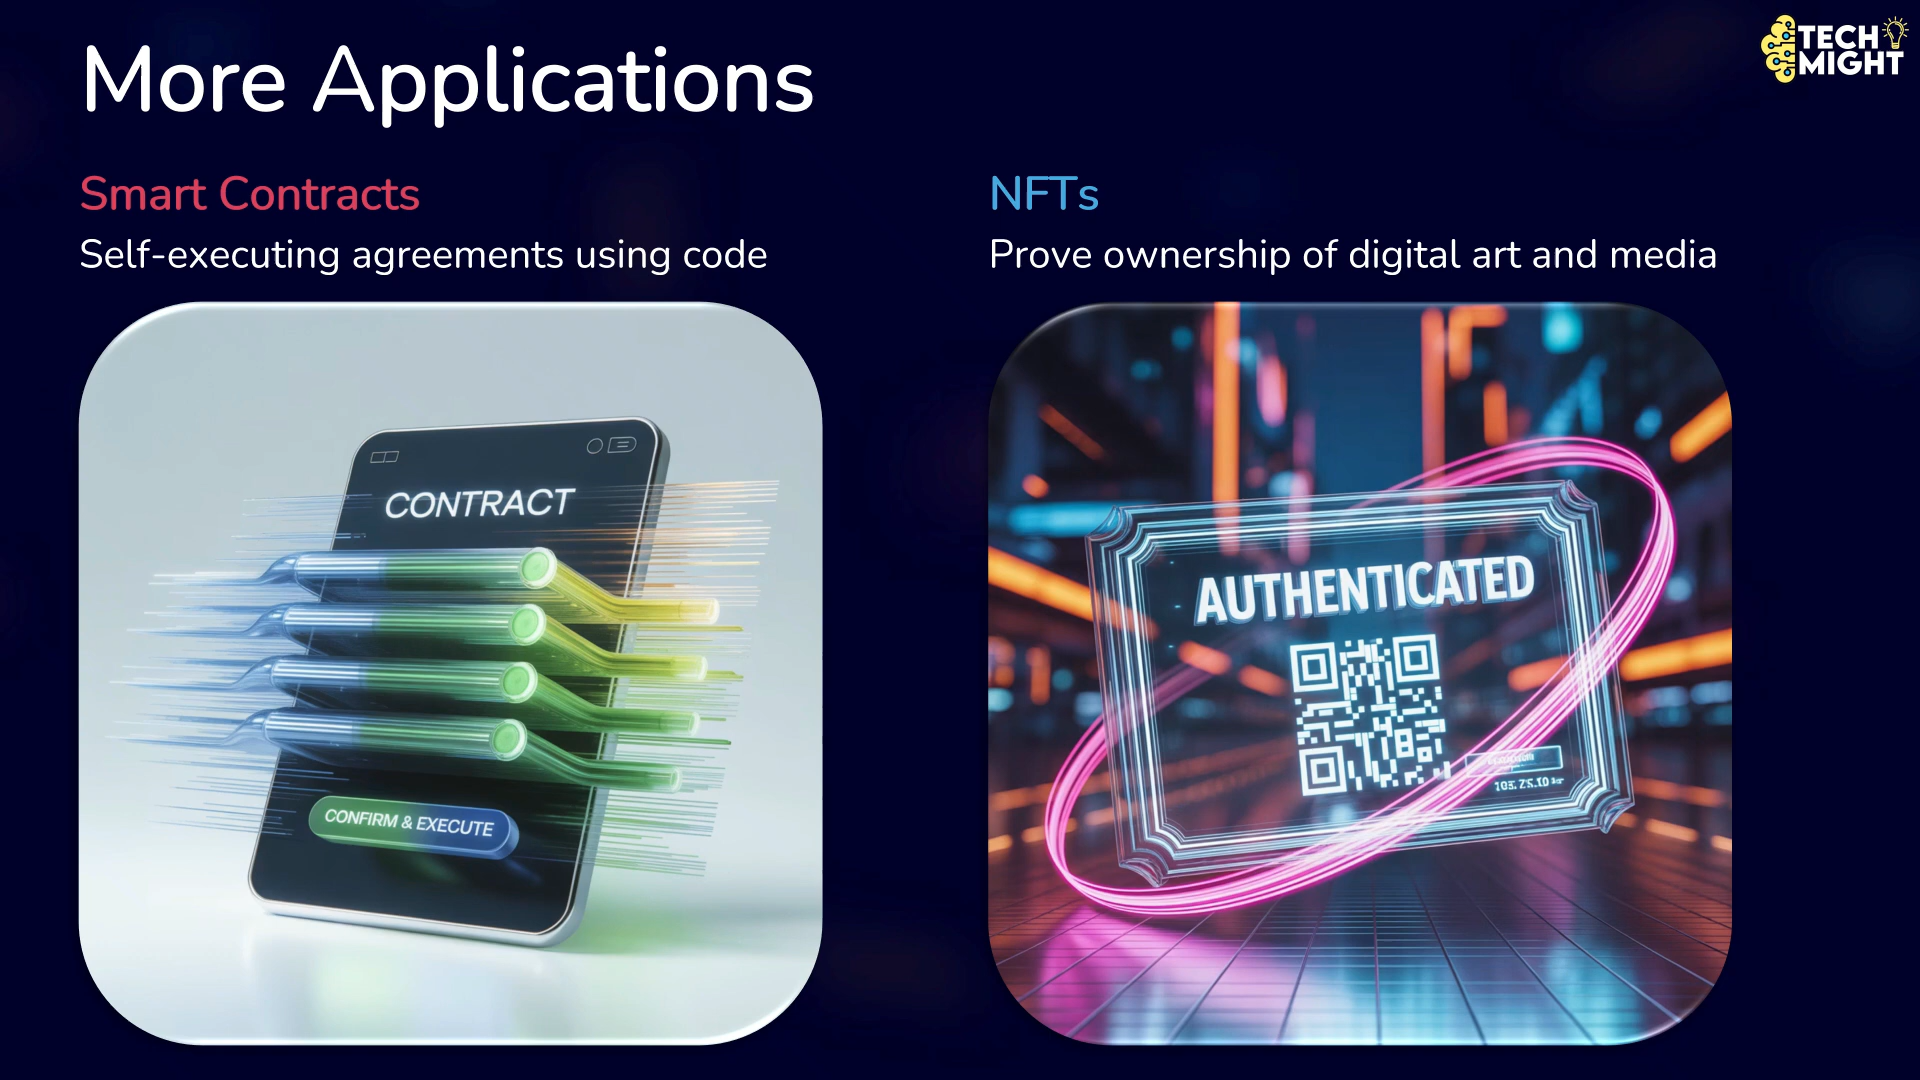 More Applications
TECH
MIGHT
Smart Contracts
Self-executing agreements using code
NFTs
Prove ownership of digital art and media
CONTRACT
CONFIRM & EXECUTE
AUTHENTICATED